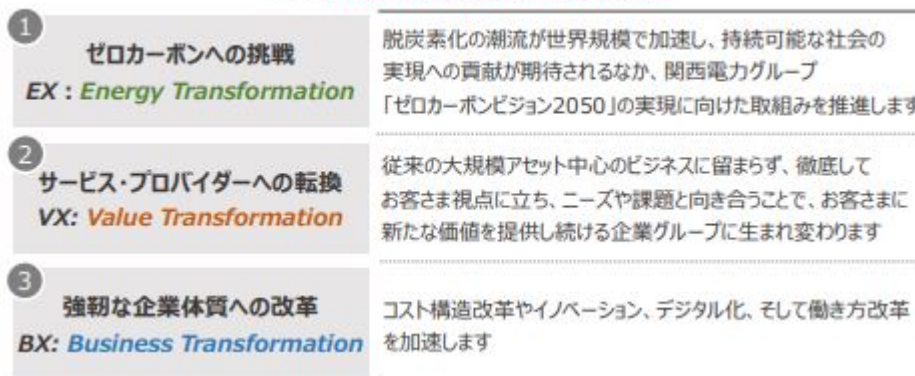 1
ゼロカーボンへの挑戦
EX : Energy Transformation
脱炭素化の潮流が世界規模で加速し、持続可能な社会の
実現への貢献が期待されるなか、関西電力グループ
「ゼロカーボンビジョン2050」の実現に向けた取組みを推進します
2
サービス・プロバイダーへの転換
VX: Value Transformation
従来の大規模アセット中心のビジネスに留まらず、徹底して
お客さま視点に立ち、ニーズや課題と向き合うことで、お客さまに
新たな価値を提供し続ける企業グループに生まれ変わります
3
強靭な企業体質への改革
BX: Business Transformation
コスト構造改革やイノベーション、デジタル化、そして働き方改革
を加速します